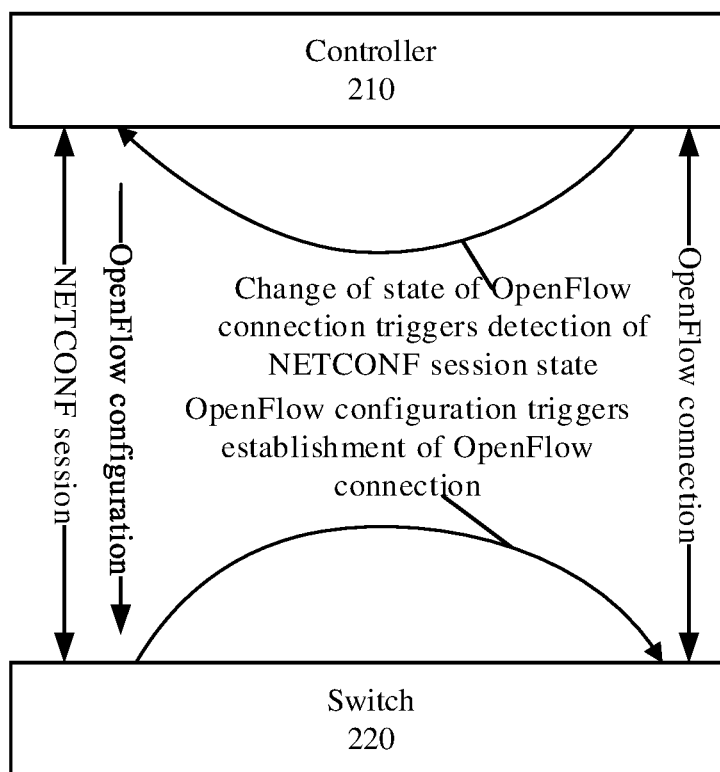 Controller
210
NETCONF session
OpenFlow configuration
Change of state of OpenFlow
connection triggers detection of
NETCONF session state
OpenFlow configuration triggers
establishment of OpenFlow
connection
OpenFlow connection
Switch
220